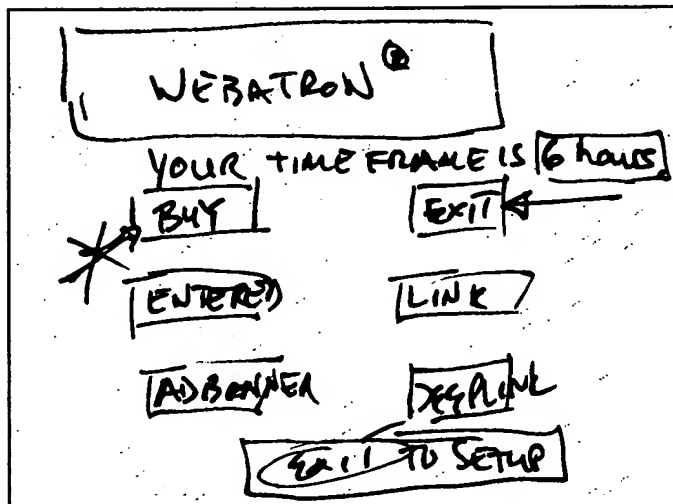 WEBATRON ®
YOUR TIME FRAME IS 6 hours
BUY EXIT
ENTERED LINK
ADBANNER DEEPLINK
EXIT TO SETUP